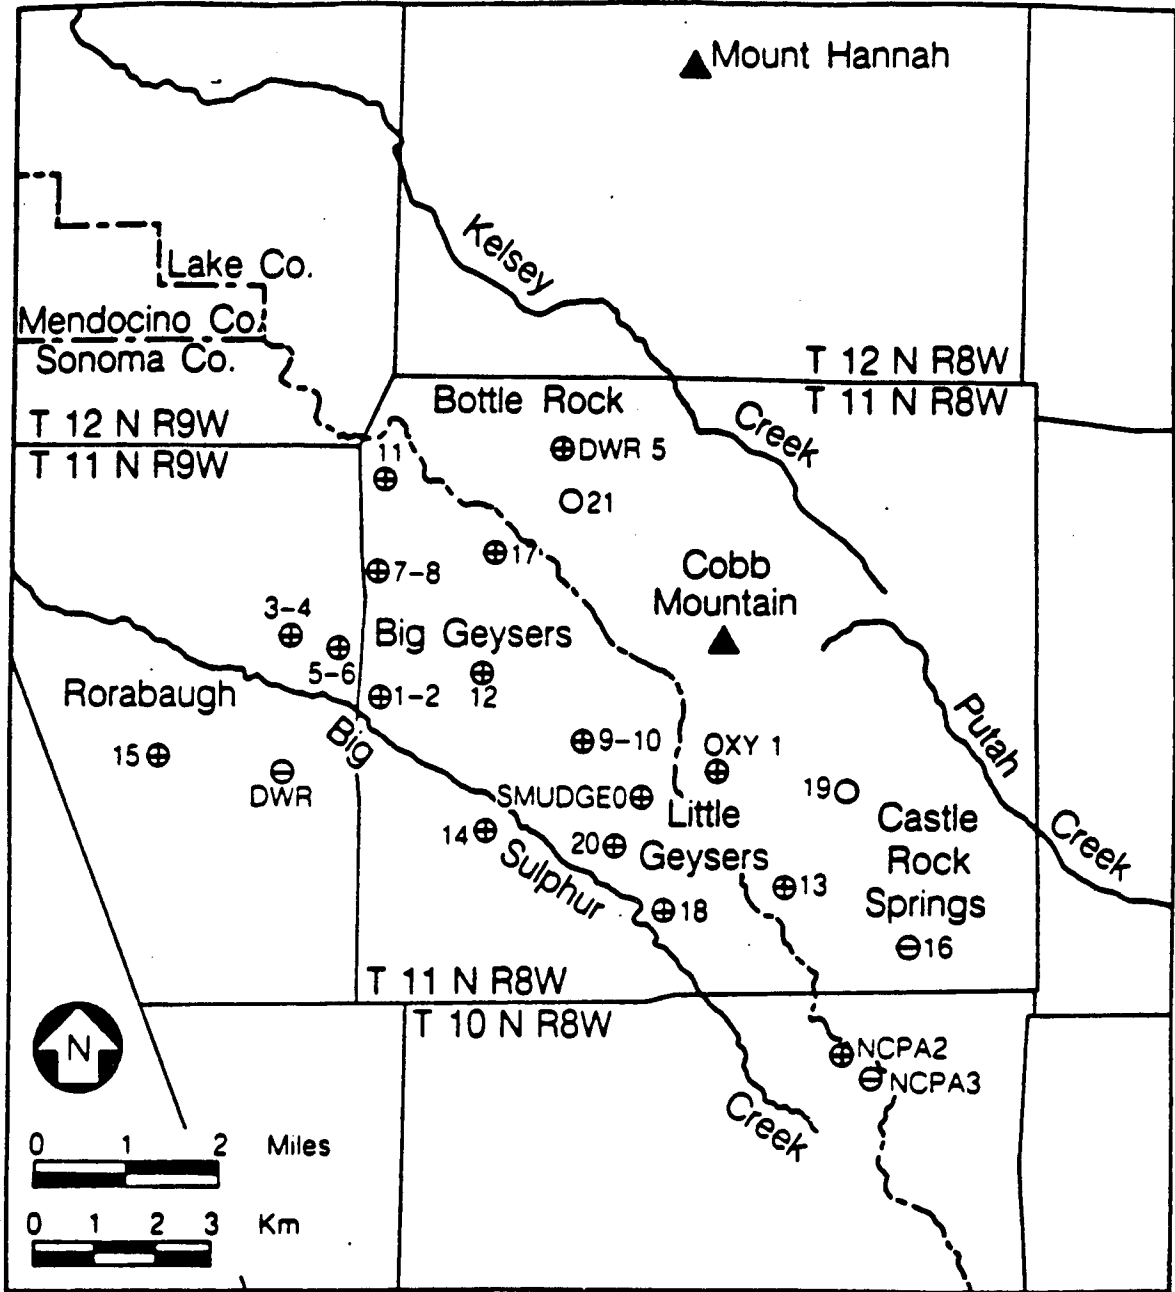 Mount Hannah
Kelsey
Lake Co.
Mendocino Co.
Sonoma Co.
T 12 N R8W
T 11 N R8W
Bottle Rock
T 12 N R9W
T 11 N R9W
Creek
11
DWR 5
21
17
Cobb
Mountain
7-8
3-4
Big Geysers
5-6
Rorabaugh
1-2
12
Putah
Big
15
9-10
OXY 1
DWR
SMUDGE0
19
Little
Geysers
Castle
Rock
Springs
Creek
14
20
Sulphur
13
18
16
T 11 N R8W
T 10 N R8W
N
NCPA2
NCPA3
Creek
0 1 2 Miles
0 1 2 3 Km